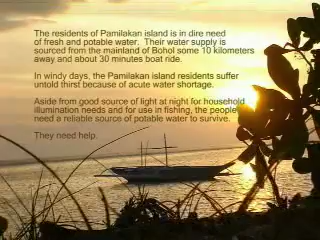 The residents of Pamilakan island is in dire need
of fresh and potable water.  Their water supply is
sourced from the mainland of Bohol some 10 kilometers
away and about 30 minutes boat ride.
In windy days, the Pamilakan island residents suffer
untold thirst because of acute water shortage.
Aside from good source of light at night for household
illumination needs and for use in fishing, the people
need a reliable source of potable water to survive.
They need help.